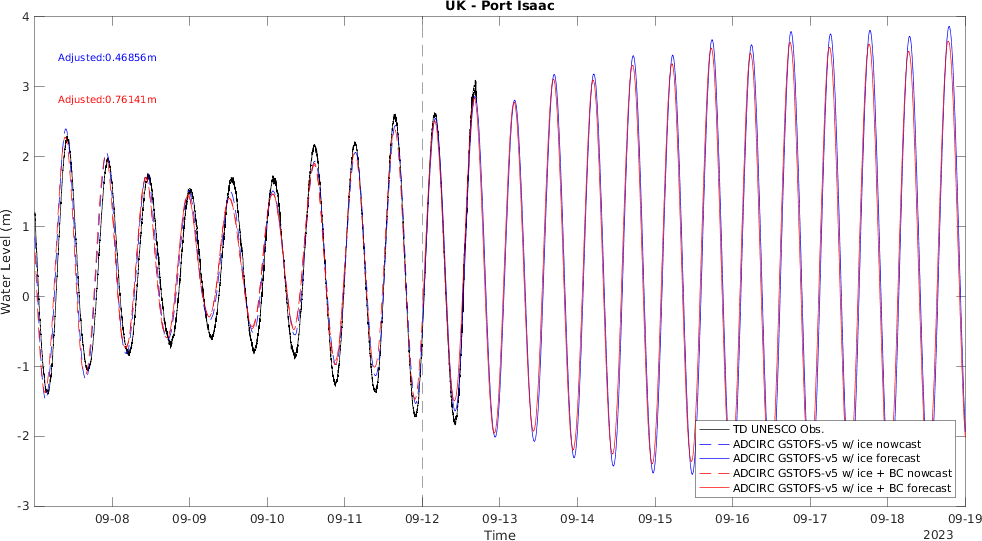 UK - Port Isaac
Adjusted:0.46856m
Adjusted:0.76141m
Water Level (m)
4
3
2
1
0
-1
-2
-3
TD UNESCO Obs.
ADCIRC GSTOFS-v5 w/ ice nowcast
ADCIRC GSTOFS-v5 w/ ice forecast
ADCIRC GSTOFS-v5 w/ ice + BC nowcast
ADCIRC GSTOFS-v5 w/ ice + BC forecast
09-08 09-09 09-10 09-11 09-12 09-13 09-14 09-15 09-16 09-17 09-18 09-19
Time
2023